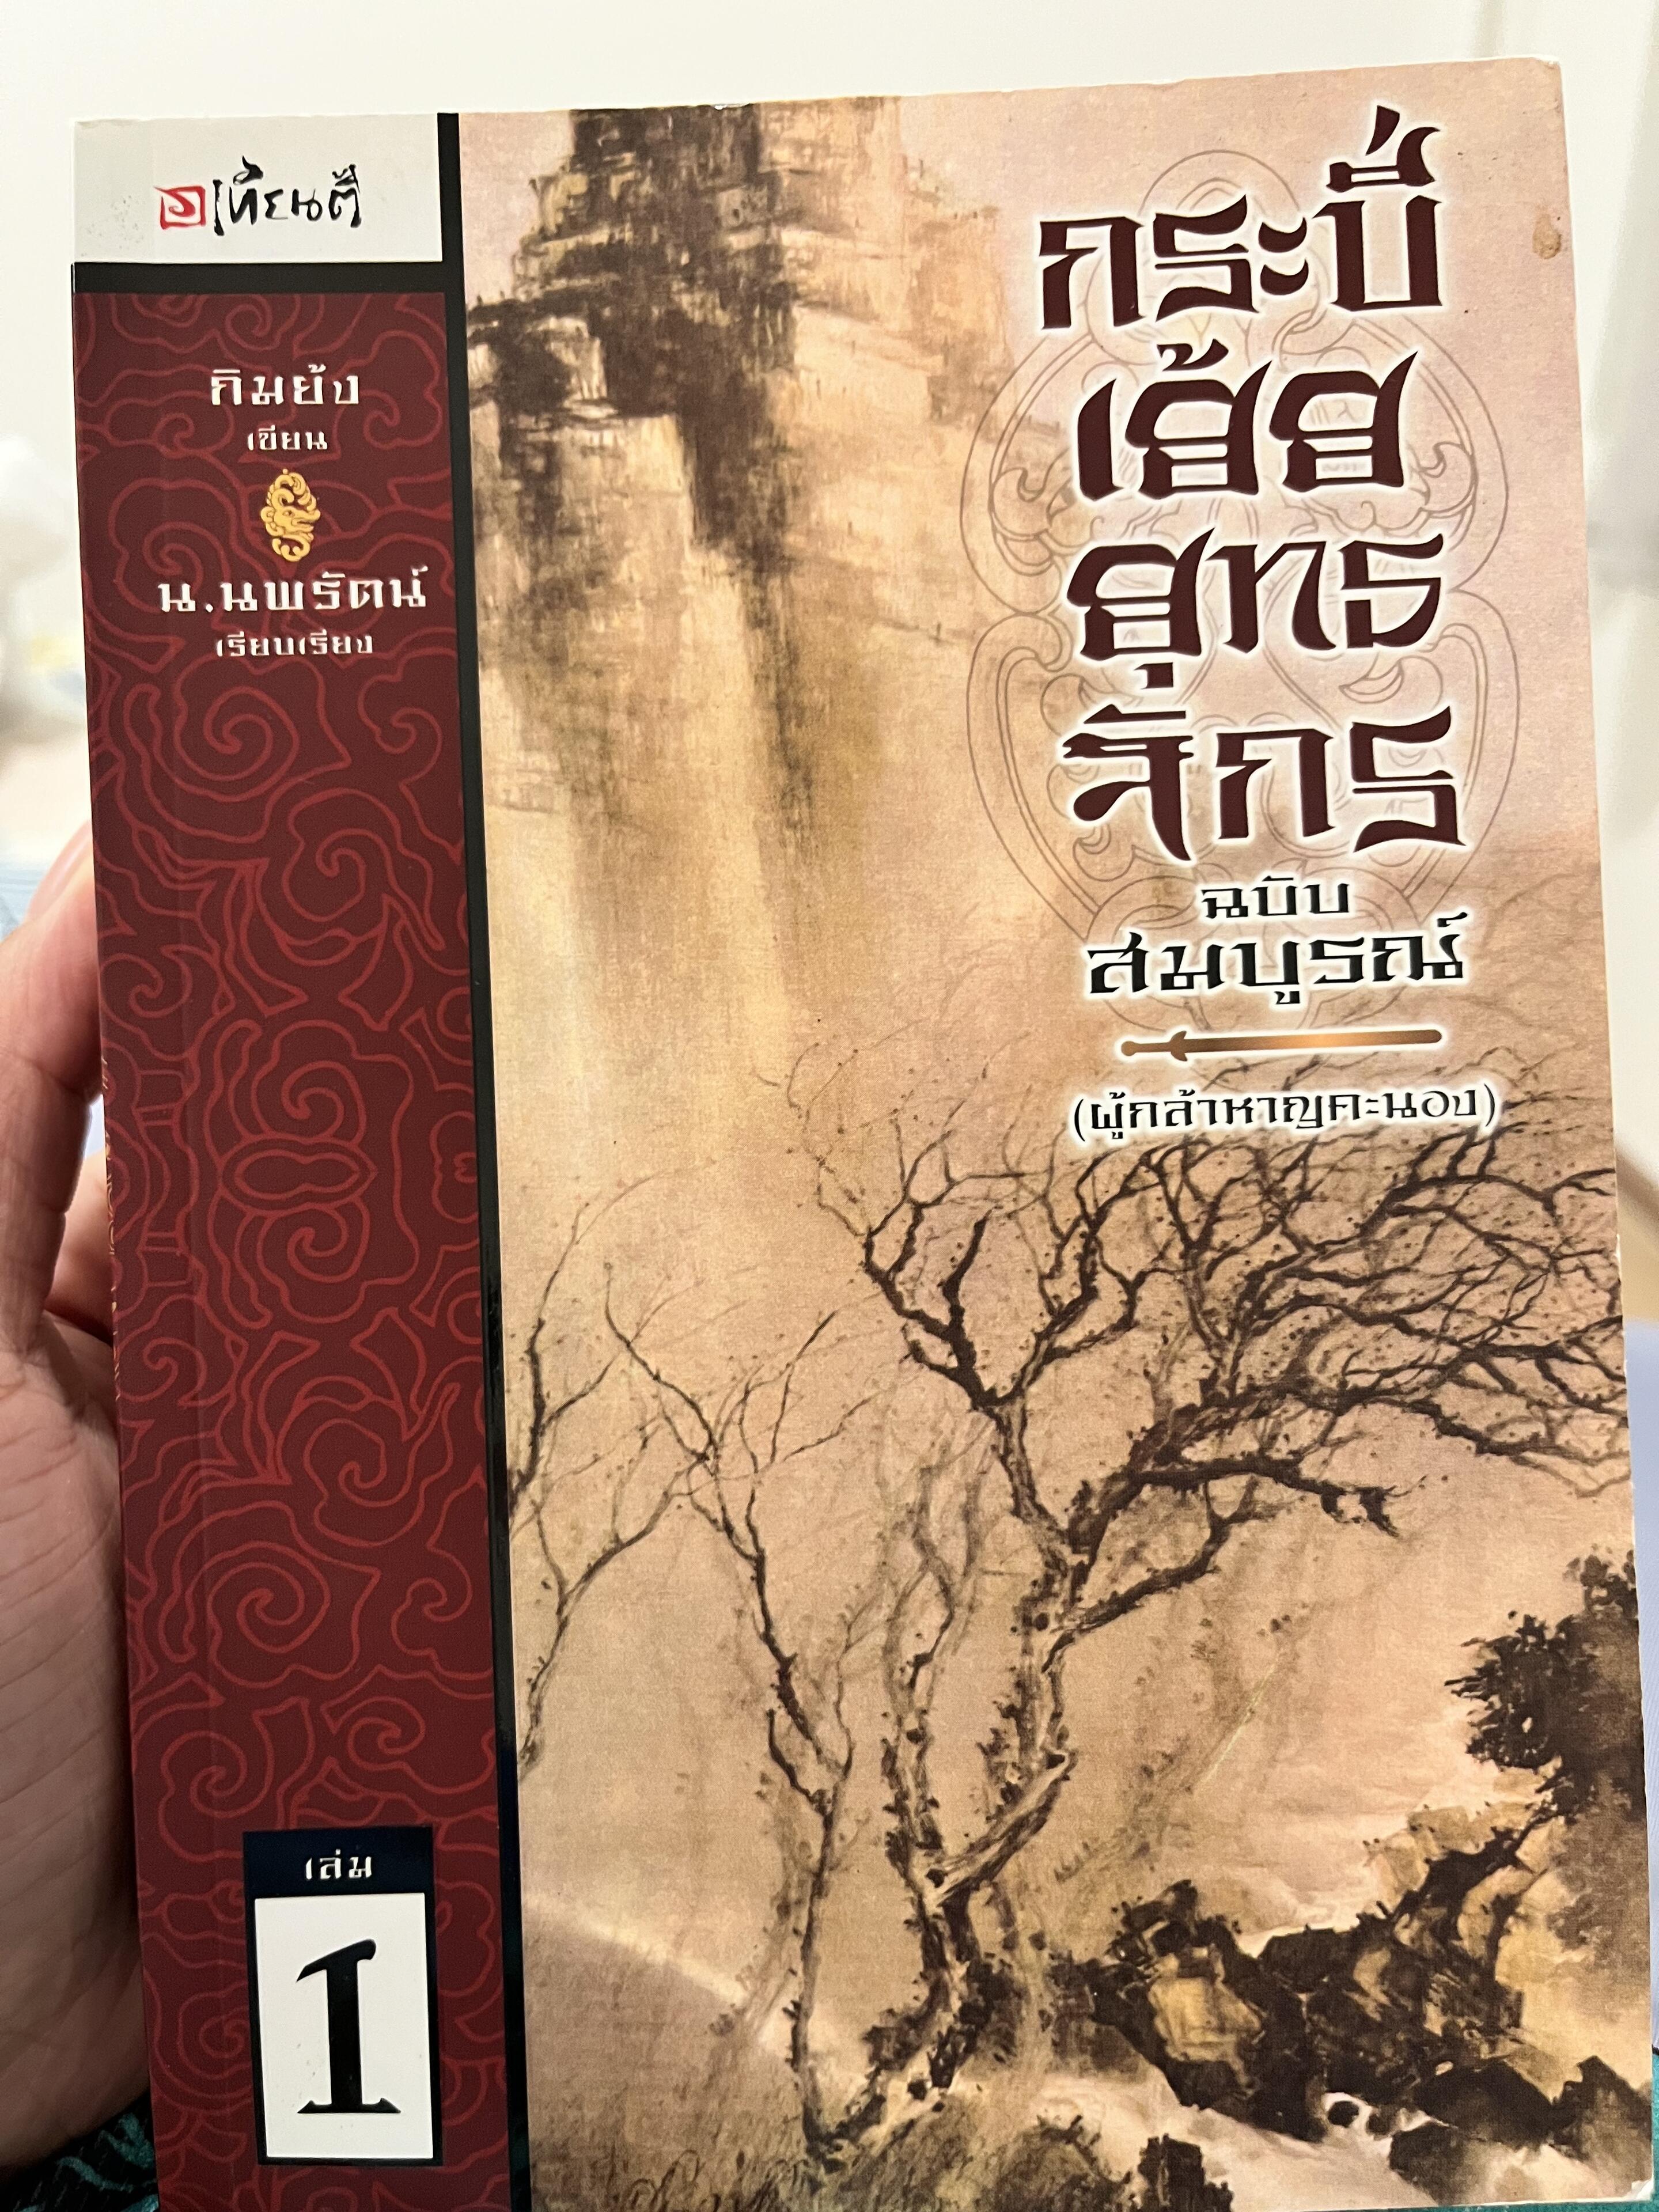 เทียนตี้
กิมย้ง
เขียน
น.นพรัตน์
เรียบเรียง
กระบี่
เย้ย
ยุทธ
จักร
ฉบับ
สมบูรณ์
(ผู้กล้าหาญคะนอง)
เล่ม
1